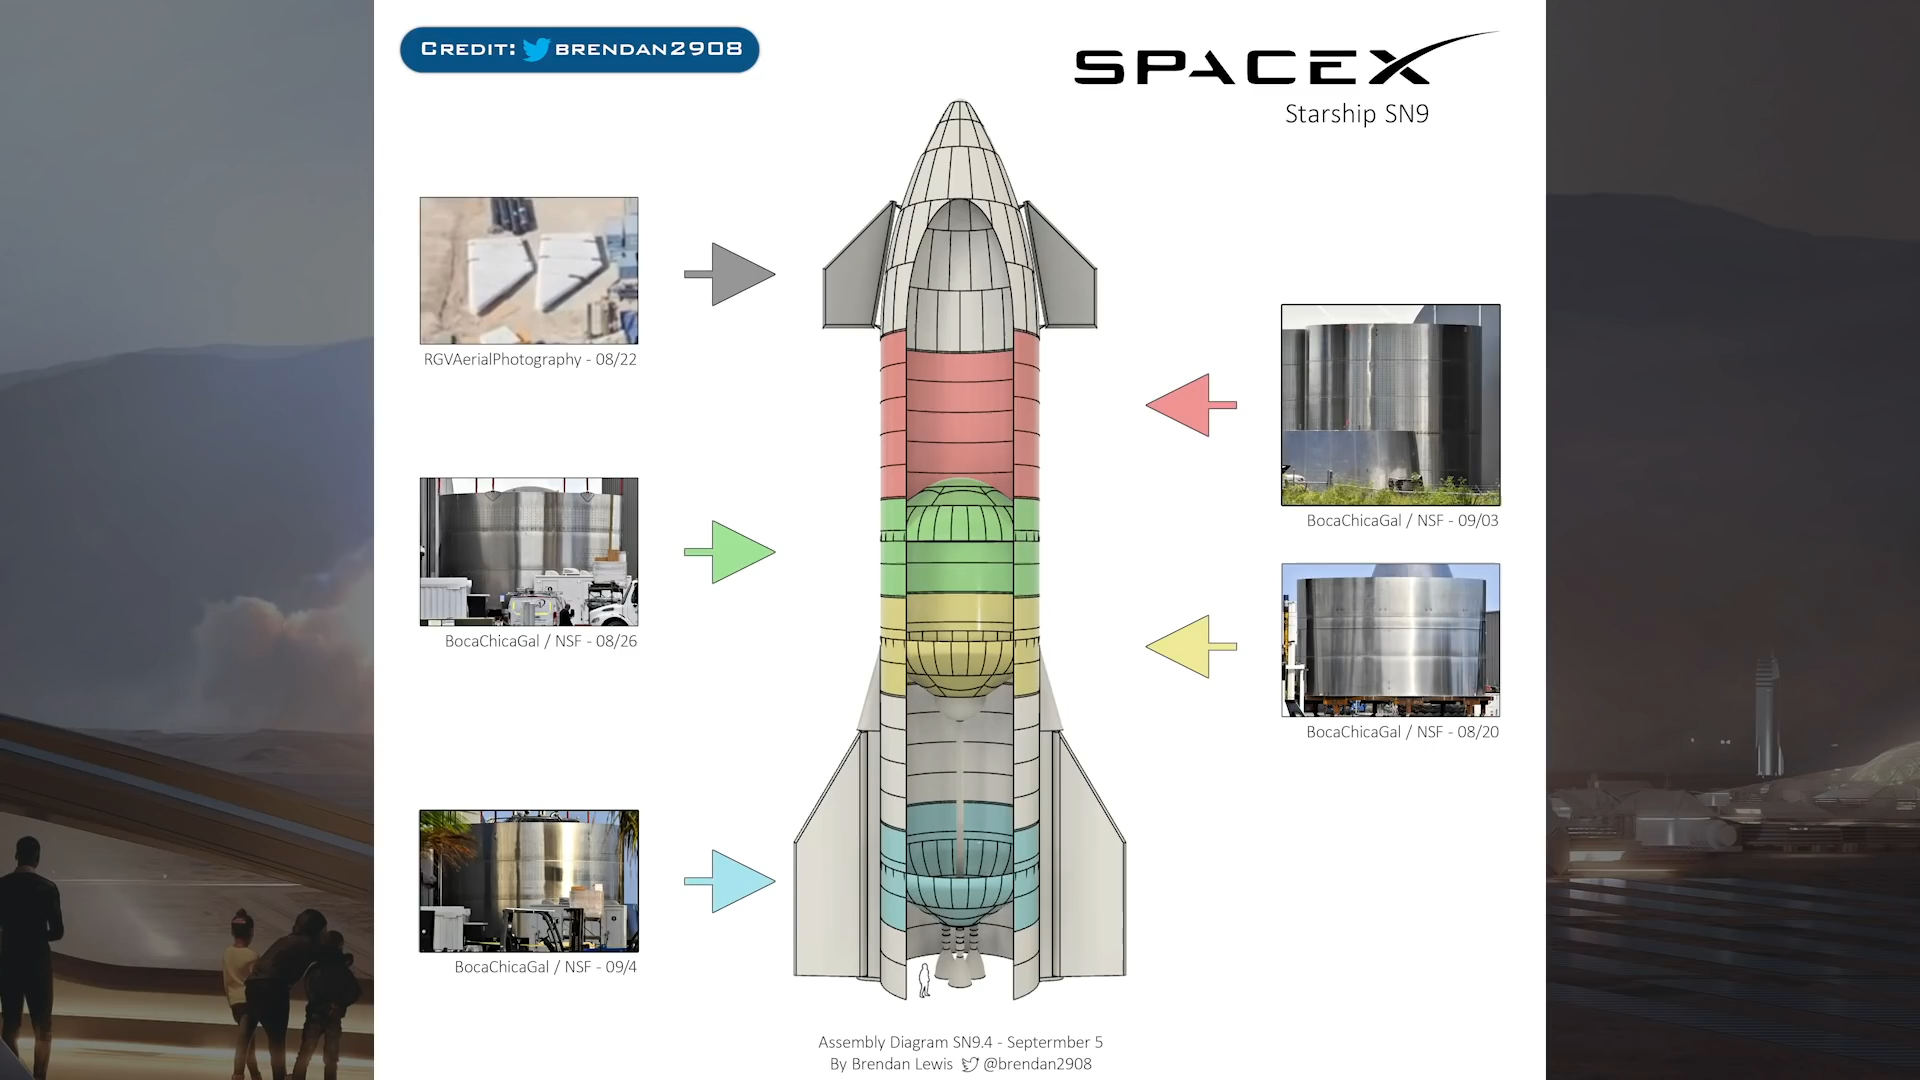 CREDIT: BRENDAN2908
SPACEX
Starship SN9
RGVAerialPhotography - 08/22
BocaChicaGal / NSF - 09/03
BocaChicaGal / NSF - 08/26
BocaChicaGal / NSF - 08/20
BocaChicaGal / NSF - 09/4
Assembly Diagram SN9.4 - Septermber 5
By Brendan Lewis @brendan2908